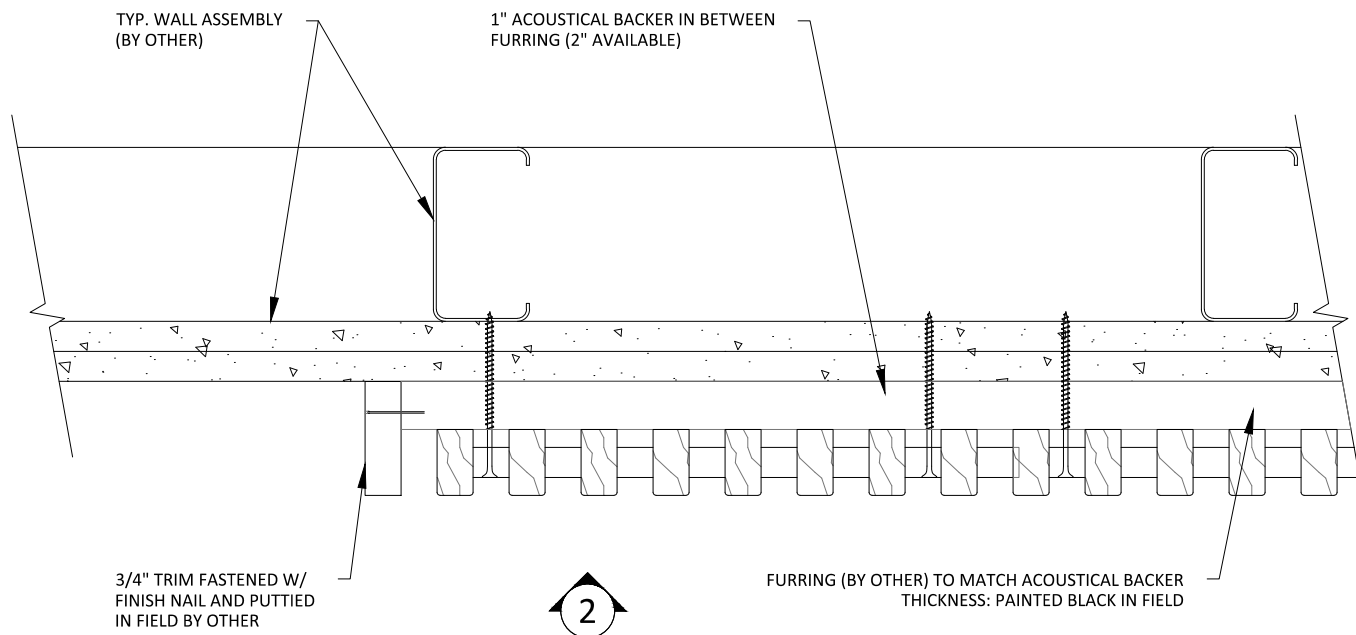 TYP. WALL ASSEMBLY
(BY OTHER)
1" ACOUSTICAL BACKER IN BETWEEN
FURRING (2" AVAILABLE)
3/4" TRIM FASTENED W/
FINISH NAIL AND PUTTIED
IN FIELD BY OTHER
2
FURRING (BY OTHER) TO MATCH ACOUSTICAL BACKER
THICKNESS: PAINTED BLACK IN FIELD